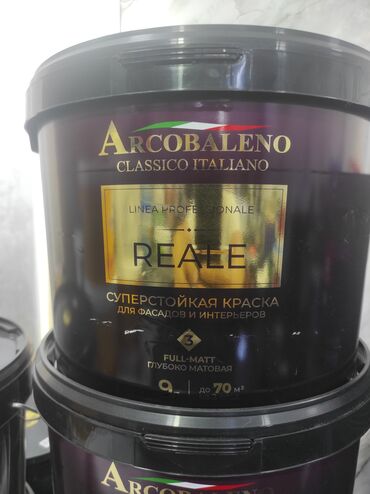 ARCOBALENO
CLASSICO ITALIANO
LINEA PROFESSIONALE
REALE
СУПЕРСТОЙКАЯ КРАСКА
ДЛЯ ФАСАДОВ И ИНТЕРЬЕРОВ
3
FULL-MATT
ГЛУБОКО МАТОВАЯ
9 ДО 70 м²
ARCOBALENO